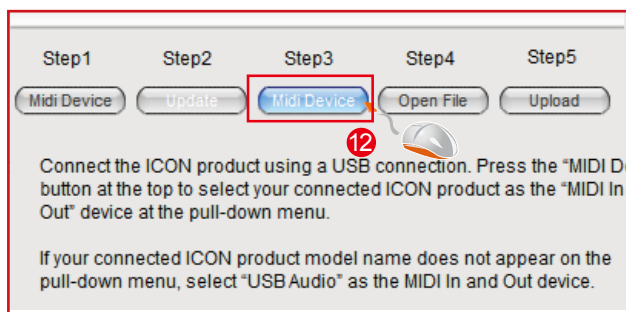 Step1 Step2 Step3 Step4 Step5
Midi Device Update Midi Device Open File Upload
12
Connect the ICON product using a USB connection. Press the “MIDI D
button at the top to select your connected ICON product as the “MIDI In
Out” device at the pull-down menu.
If your connected ICON product model name does not appear on the
pull-down menu, select “USB Audio” as the MIDI In and Out device.